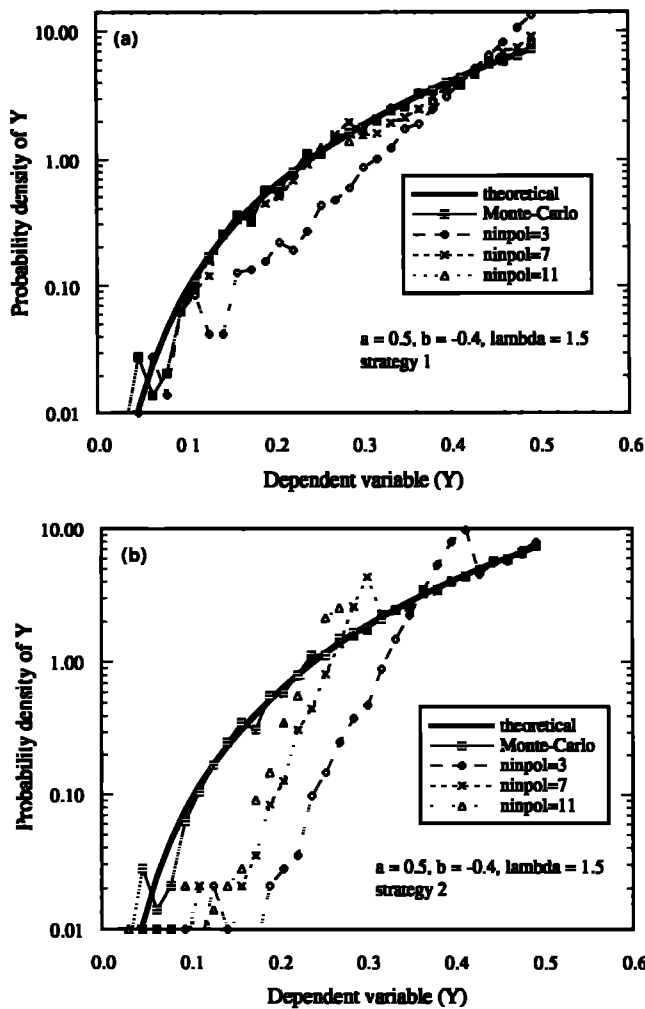 (a)
10.00
1.00
0.10
0.01
Probability density of Y
theoretical
Monte-Carlo
ninpol=3
ninpol=7
ninpol=11
a = 0.5, b = -0.4, lambda = 1.5
strategy 1
0.0 0.1 0.2 0.3 0.4 0.5 0.6
Dependent variable (Y)
(b)
10.00
1.00
0.10
0.01
Probability density of Y
theoretical
Monte-Carlo
ninpol=3
ninpol=7
ninpol=11
a = 0.5, b = -0.4, lambda = 1.5
strategy 2
0.0 0.1 0.2 0.3 0.4 0.5 0.6
Dependent variable (Y)